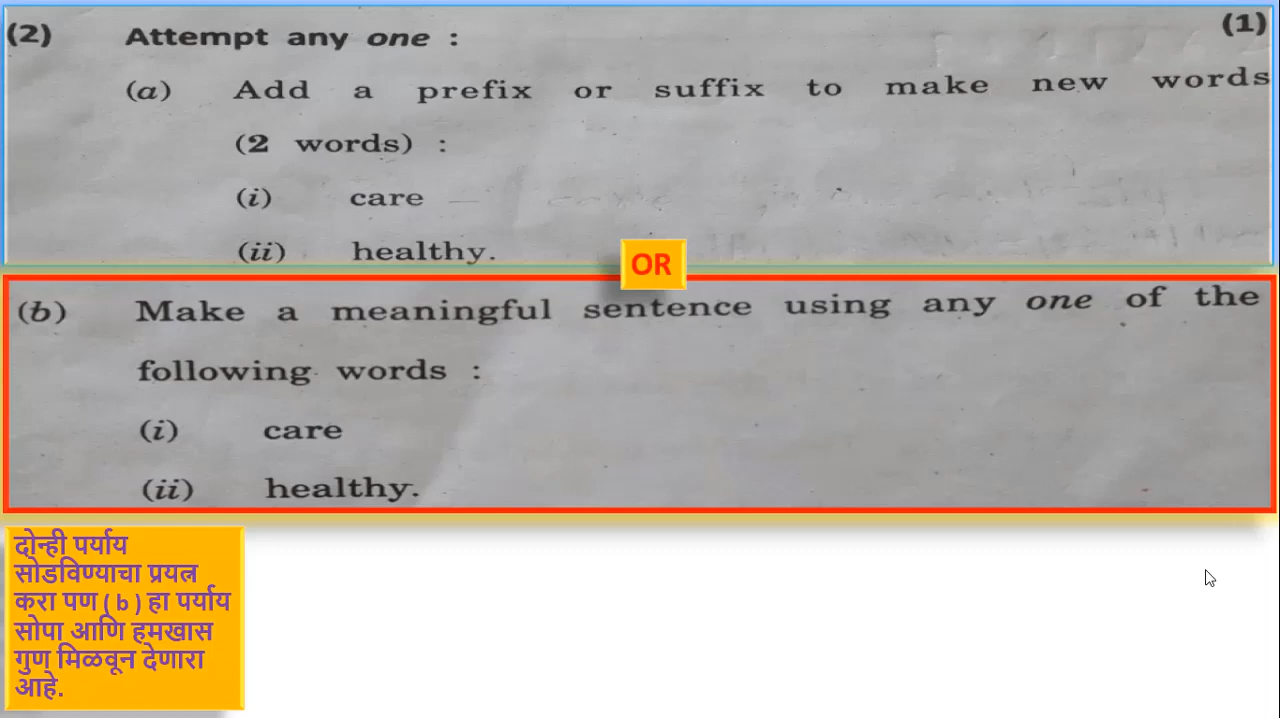 (2) Attempt any one : (1)
(a) Add a prefix or suffix to make new words
(2 words) :
(i) care
(ii) healthy.
OR
(b) Make a meaningful sentence using any one of the
following words :
(i) care
(ii) healthy.
दोन्ही पर्याय
सोडविण्याचा प्रयत्न
करा पण ( b ) हा पर्याय
सोपा आणि हमखास
गुण मिळवून देणारा
आहे.